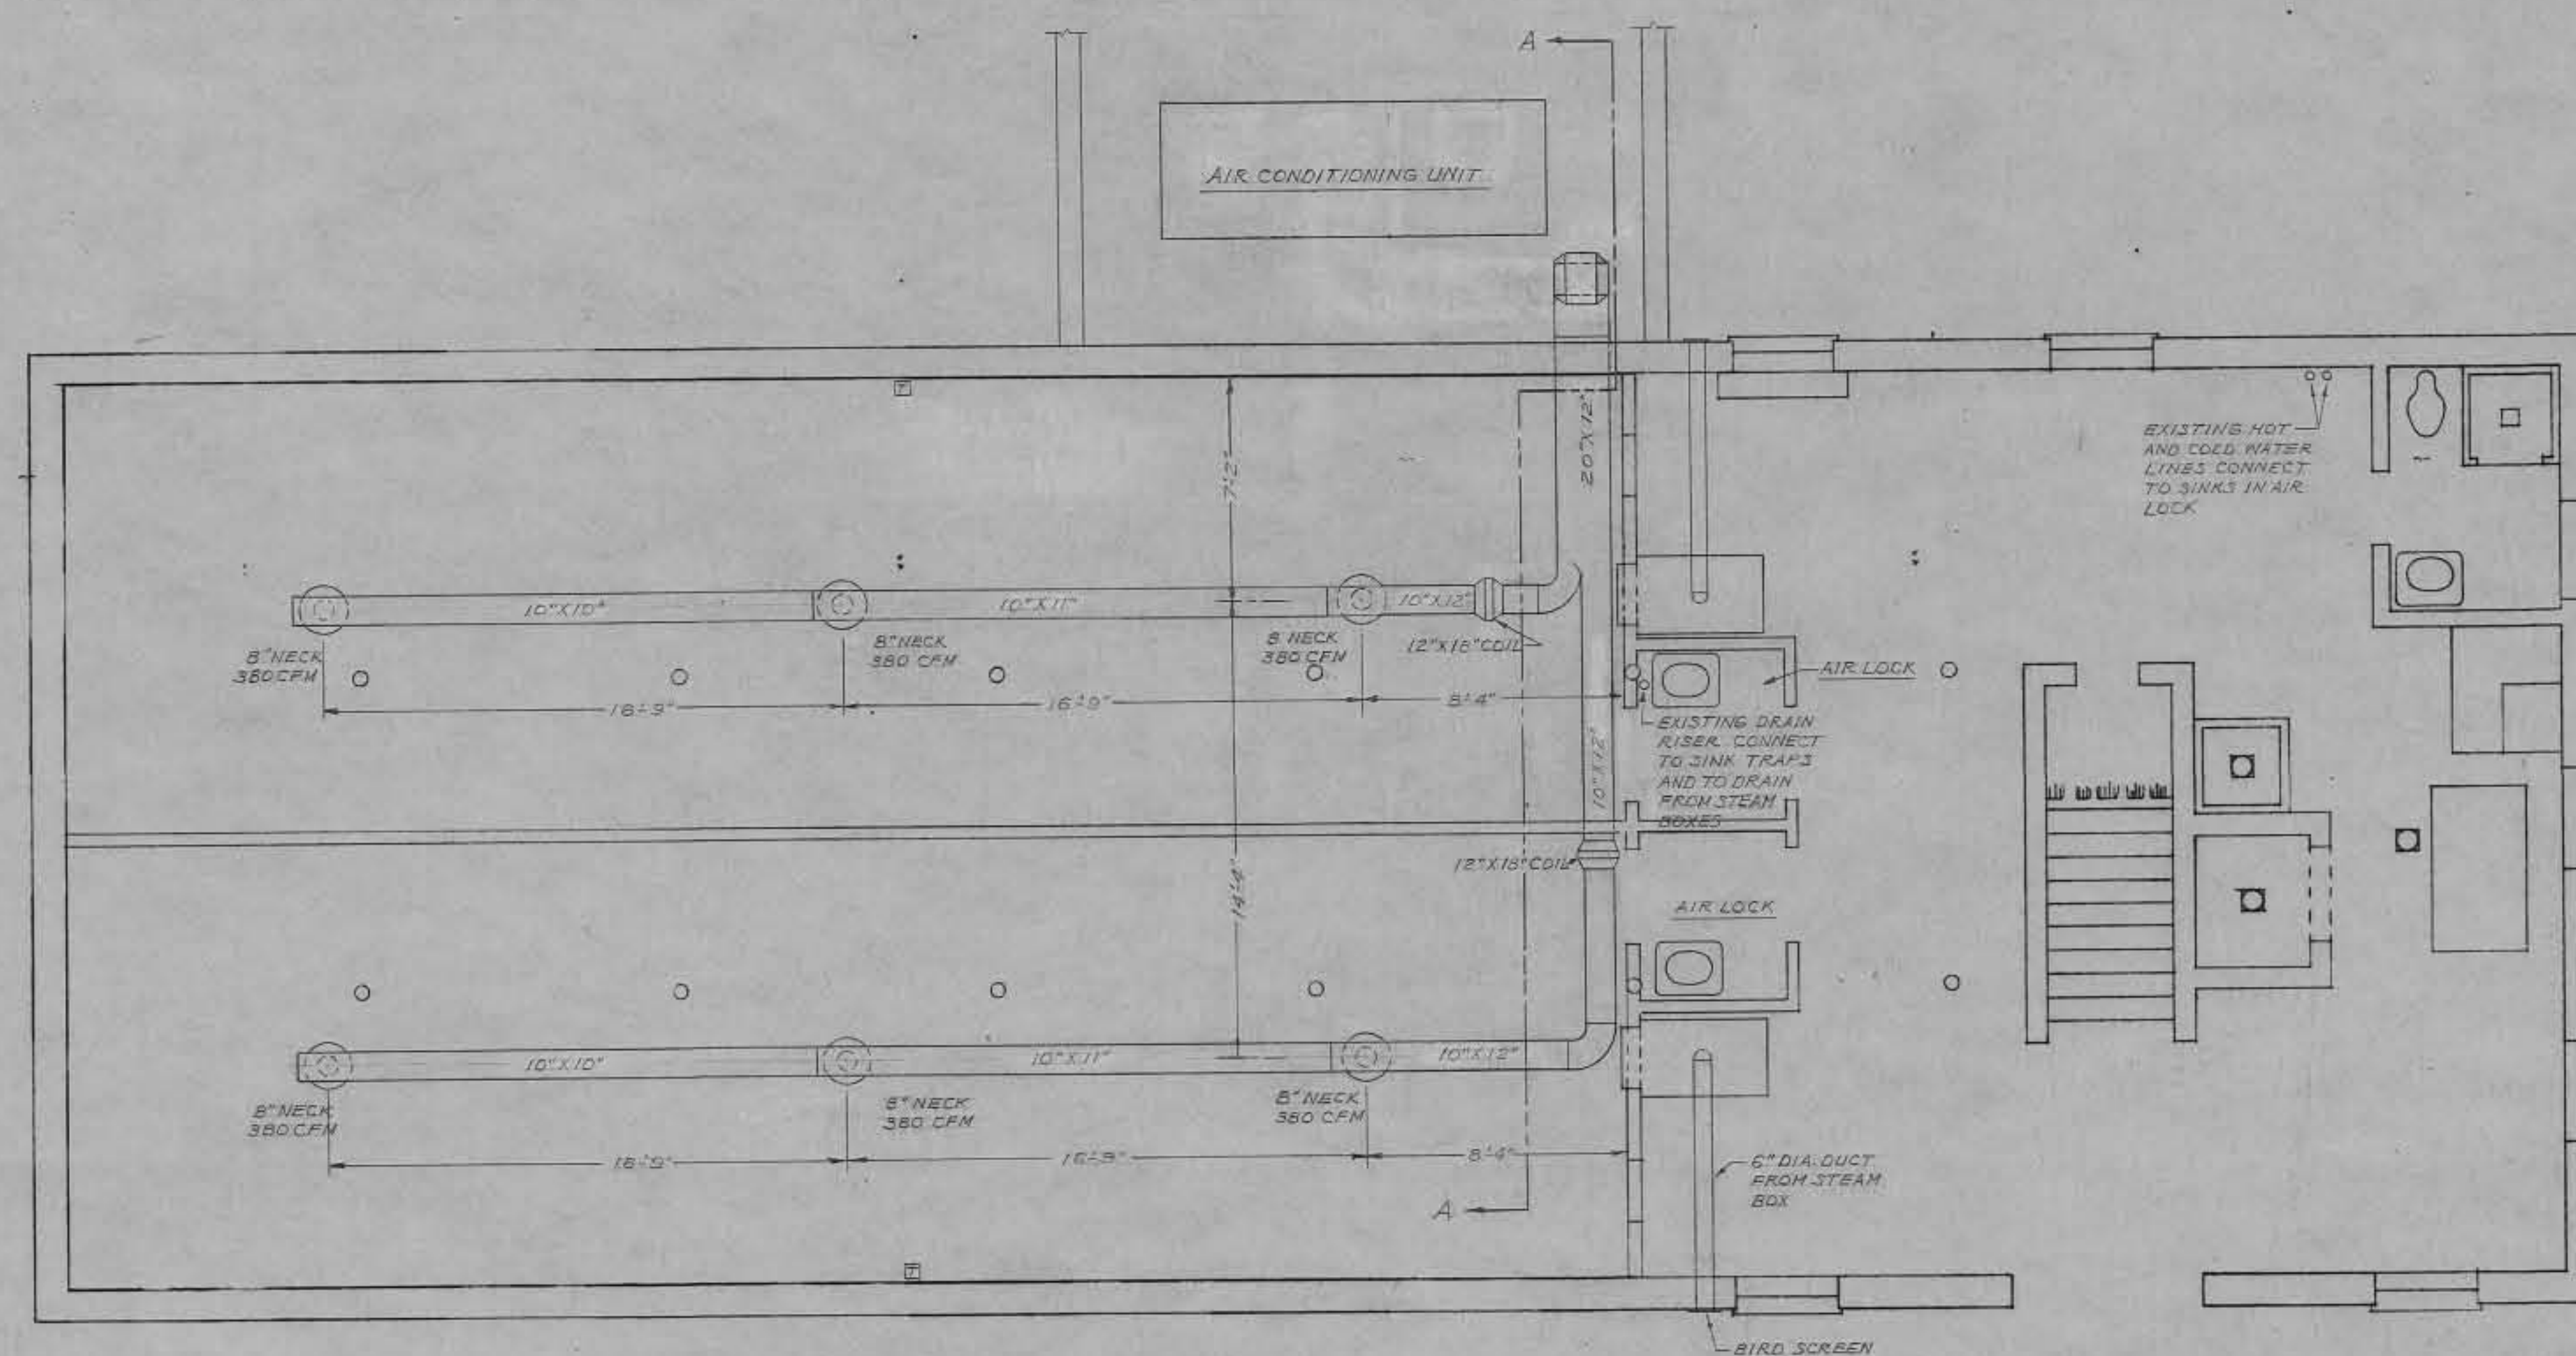 A
AIR CONDITIONING UNIT
T
20"X12"
7'-2"
EXISTING HOT
AND COLD WATER
LINES CONNECT
TO SINKS IN AIR
LOCK
10"X10"
10"X11"
10"X12"
12"X18" COIL
8" NECK
380 CFM
8" NECK
380 CFM
8 NECK
380 CFM
16'-9"
16'-9"
8'-4"
AIR LOCK
EXISTING DRAIN
RISER CONNECT
TO SINK TRAPS
AND TO DRAIN
FROM STEAM
BOXES
10"X12"
12"X18" COIL
14'-4"
AIR LOCK
10"X10"
10"X11"
10"X12"
8" NECK
380 CFM
8" NECK
380 CFM
8" NECK
380 CFM
16'-9"
16'-9"
8'-4"
6" DIA. DUCT
FROM STEAM
BOX
A
T
BIRD SCREEN